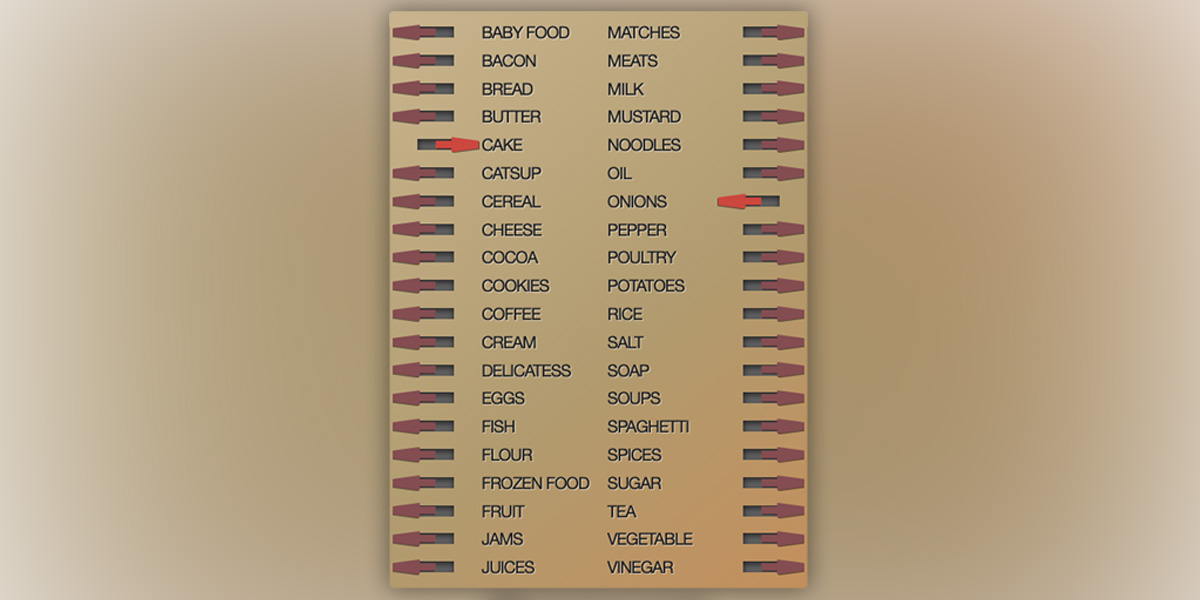 BABY FOOD
BACON
BREAD
BUTTER
CAKE
CATSUP
CEREAL
CHEESE
COCOA
COOKIES
COFFEE
CREAM
DELICATESS
EGGS
FISH
FLOUR
FROZEN FOOD
FRUIT
JAMS
JUICES
MATCHES
MEATS
MILK
MUSTARD
NOODLES
OIL
ONIONS
PEPPER
POULTRY
POTATOES
RICE
SALT
SOAP
SOUPS
SPAGHETTI
SPICES
SUGAR
TEA
VEGETABLE
VINEGAR